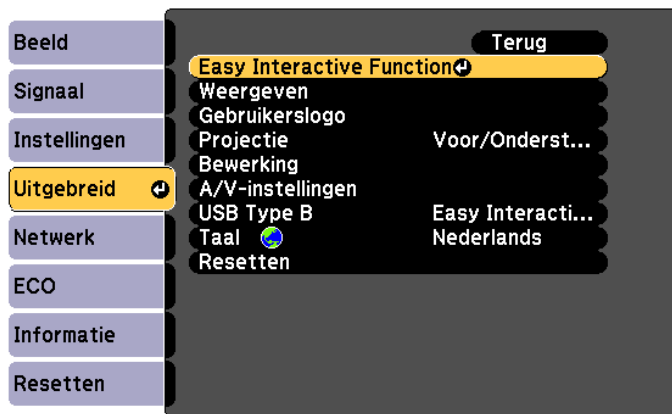 Beeld
Signaal
Instellingen
Uitgebreid
Netwerk
ECO
Informatie
Resetten
Terug
Easy Interactive Function
Weergeven
Gebruikerslogo
Projectie Voor/Onderst...
Bewerking
A/V-instellingen
USB Type B Easy Interacti...
Taal Nederlands
Resetten